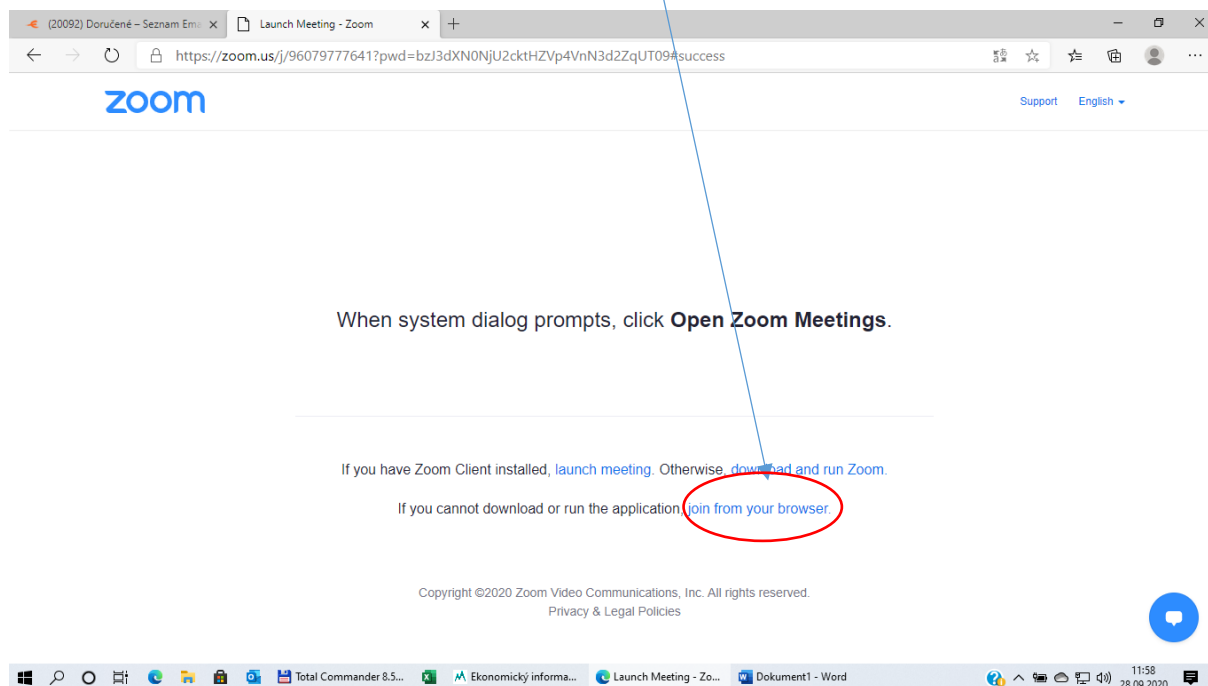 (20092) Doručené – Seznam Ema
Launch Meeting - Zoom
https://zoom.us/j/96079777641?pwd=bzJ3dXN0NjU2cktHZVp4VnN3d2ZqUT09#success
zoom
Support English
When system dialog prompts, click Open Zoom Meetings.
If you have Zoom Client installed, launch meeting. Otherwise, download and run Zoom.
If you cannot download or run the application, join from your browser.
Copyright ©2020 Zoom Video Communications, Inc. All rights reserved.
Privacy & Legal Policies
Total Commander 8.5... Ekonomický informa... Launch Meeting - Zo... Dokument1 - Word 11:58
28.09.2020